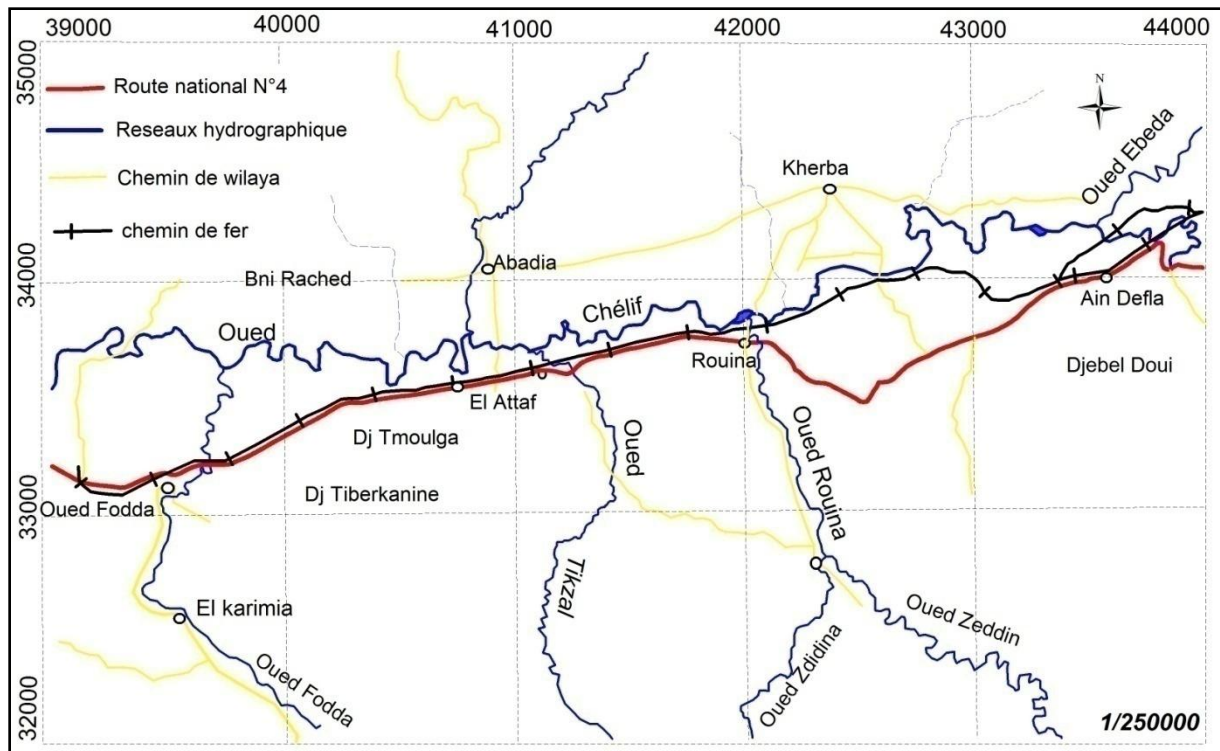 39000 40000 41000 42000 43000 44000
35000
34000
33000
32000
Route national N°4
Reseaux hydrographique
Chemin de wilaya
chemin de fer
N
Oued Ebeda
Kherba
Abadia
Bni Rached
Ain Defla
Oued
Chélif
Rouina
Djebel Doui
El Attaf
Dj Tmoulga
Oued
Tikzal
Oued Rouina
Dj Tiberkanine
Oued Fodda
El karimia
Oued Fodda
Oued Zeddin
Oued Zdidina
1/250000